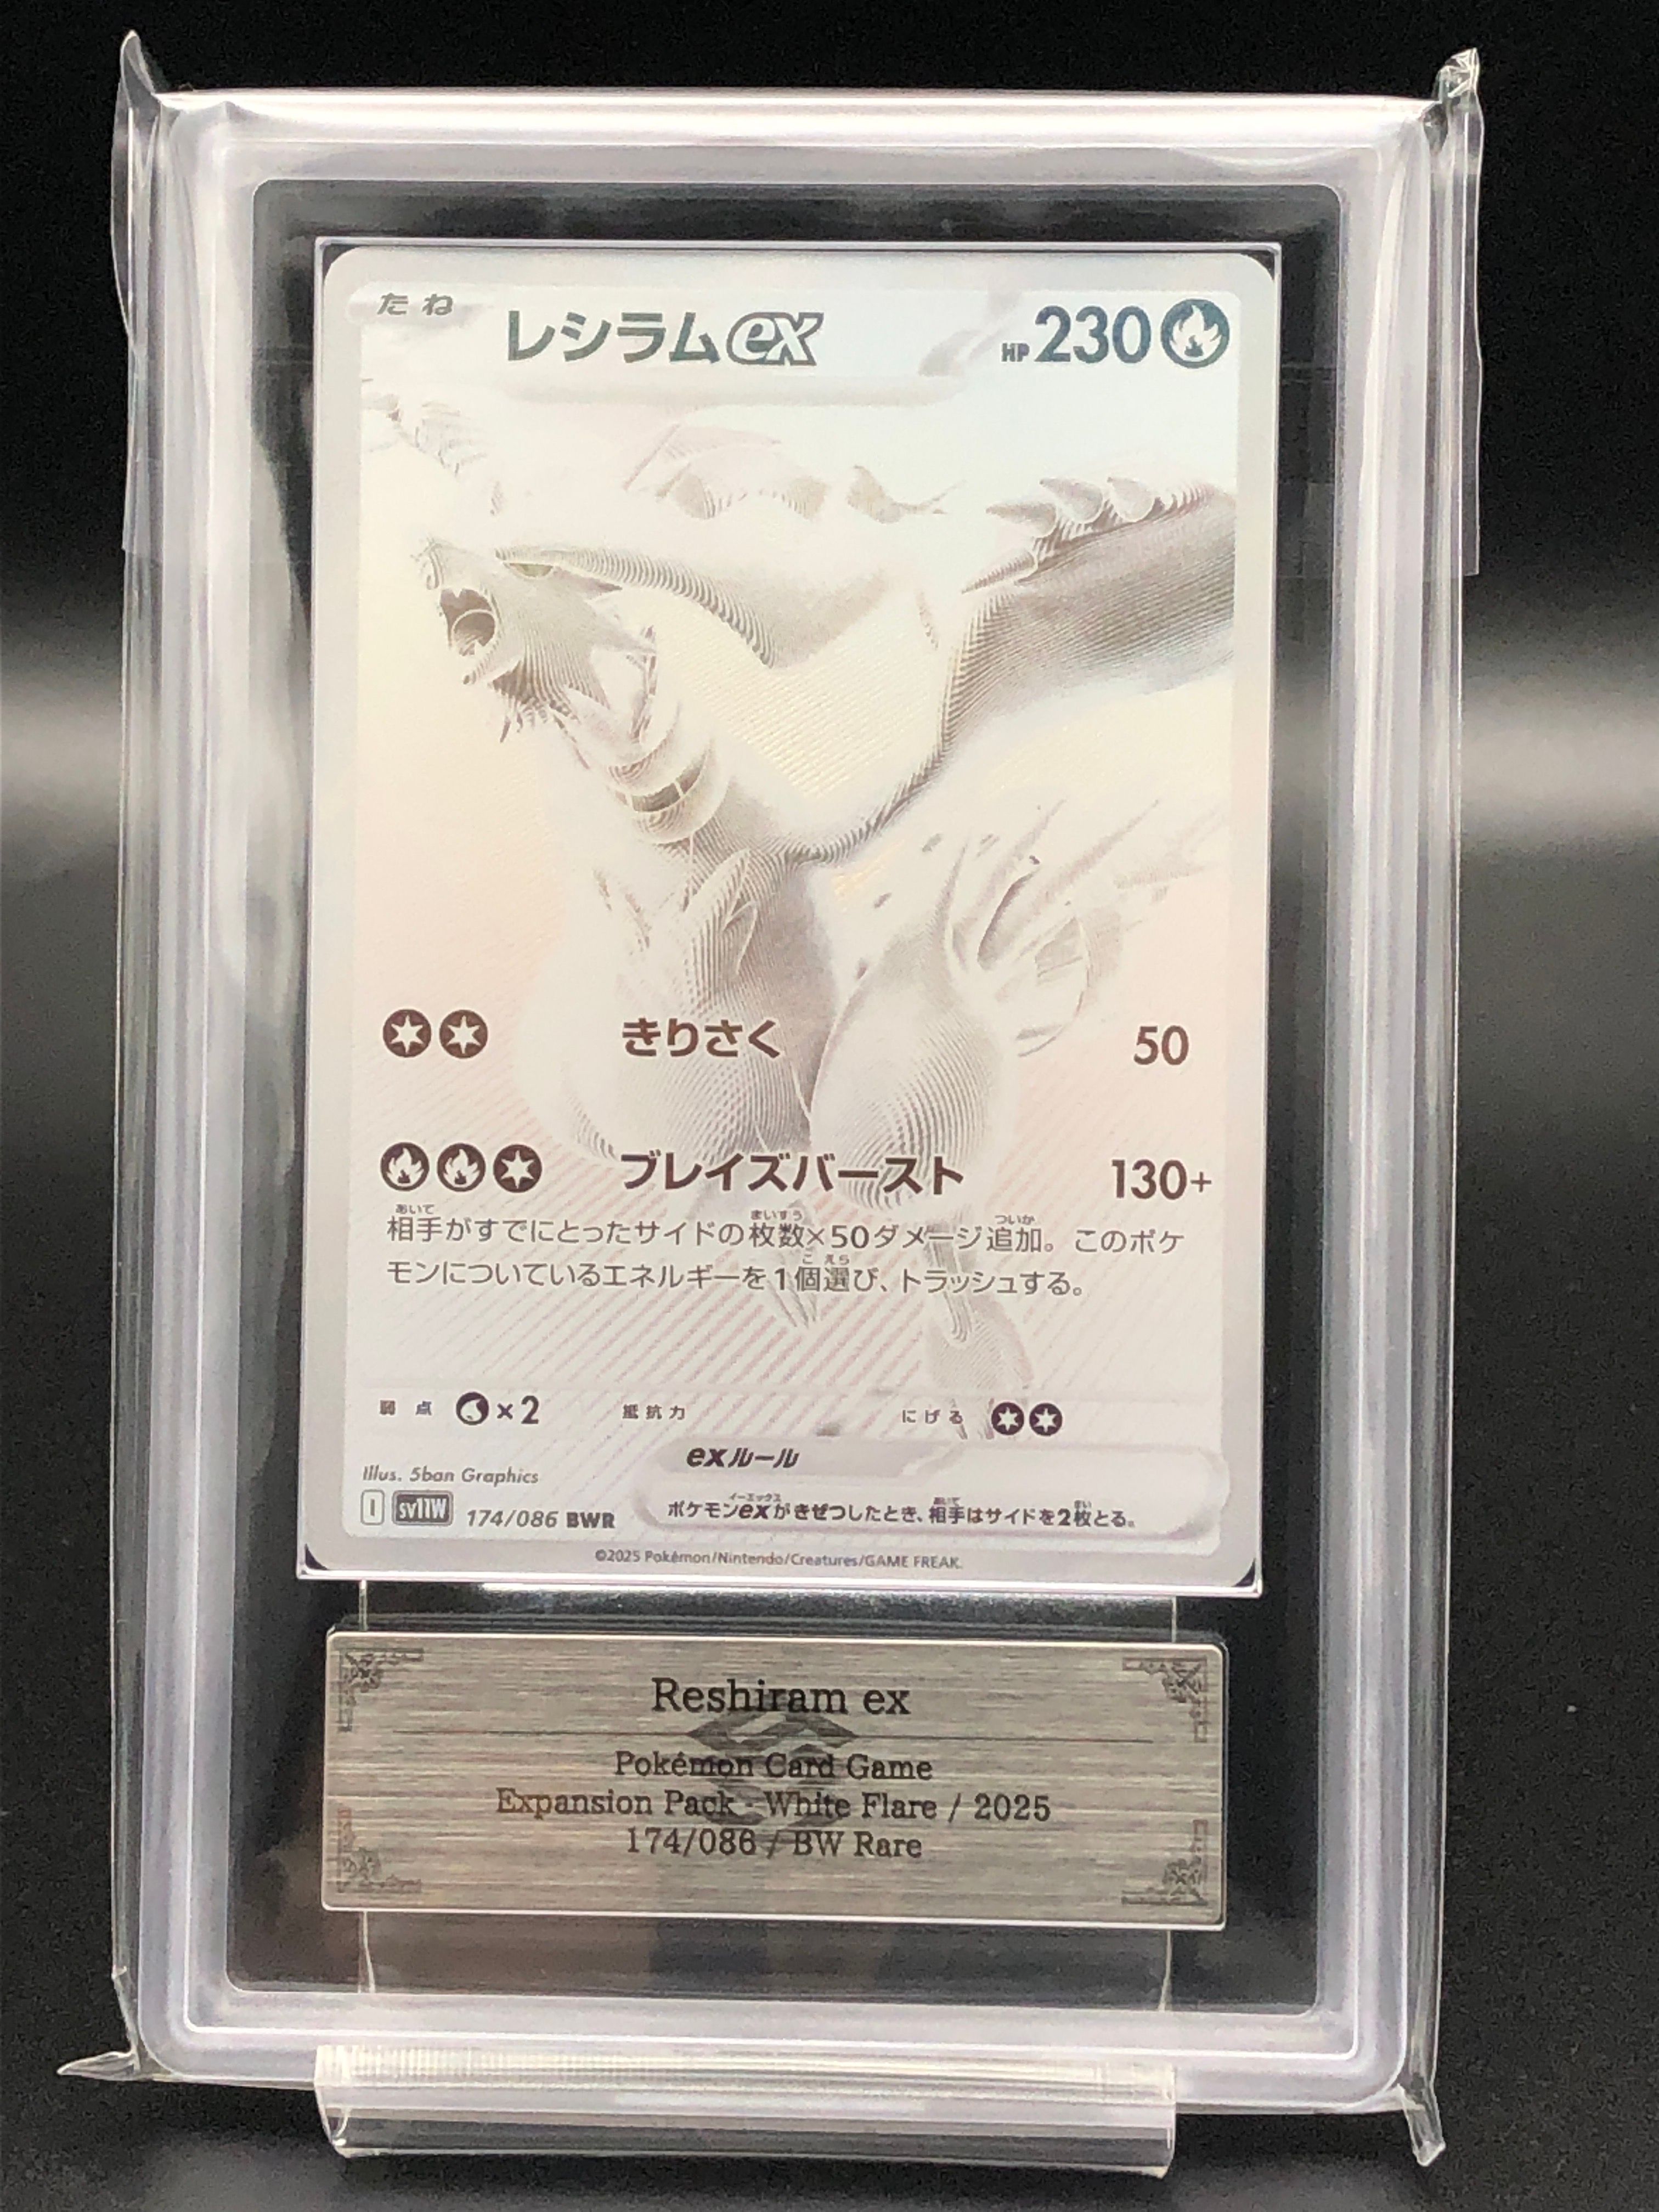 たね レシラムex HP 230
きりさく 50
ブレイズバースト 130+
相手がすでにとったサイドの枚数×50ダメージ追加。このポケ
モンについているエネルギーを1個選び、トラッシュする。
弱点 ×2 抵抗力 にげる
exルール
ポケモンexがきぜつしたとき、相手はサイドを2枚とる。
Illus. 5ban Graphics
I sv11W 174/086 BWR
©2025 Pokémon/Nintendo/Creatures/GAME FREAK.
Reshiram ex
Pokémon Card Game
Expansion Pack - White Flare / 2025
174/086 / BW Rare